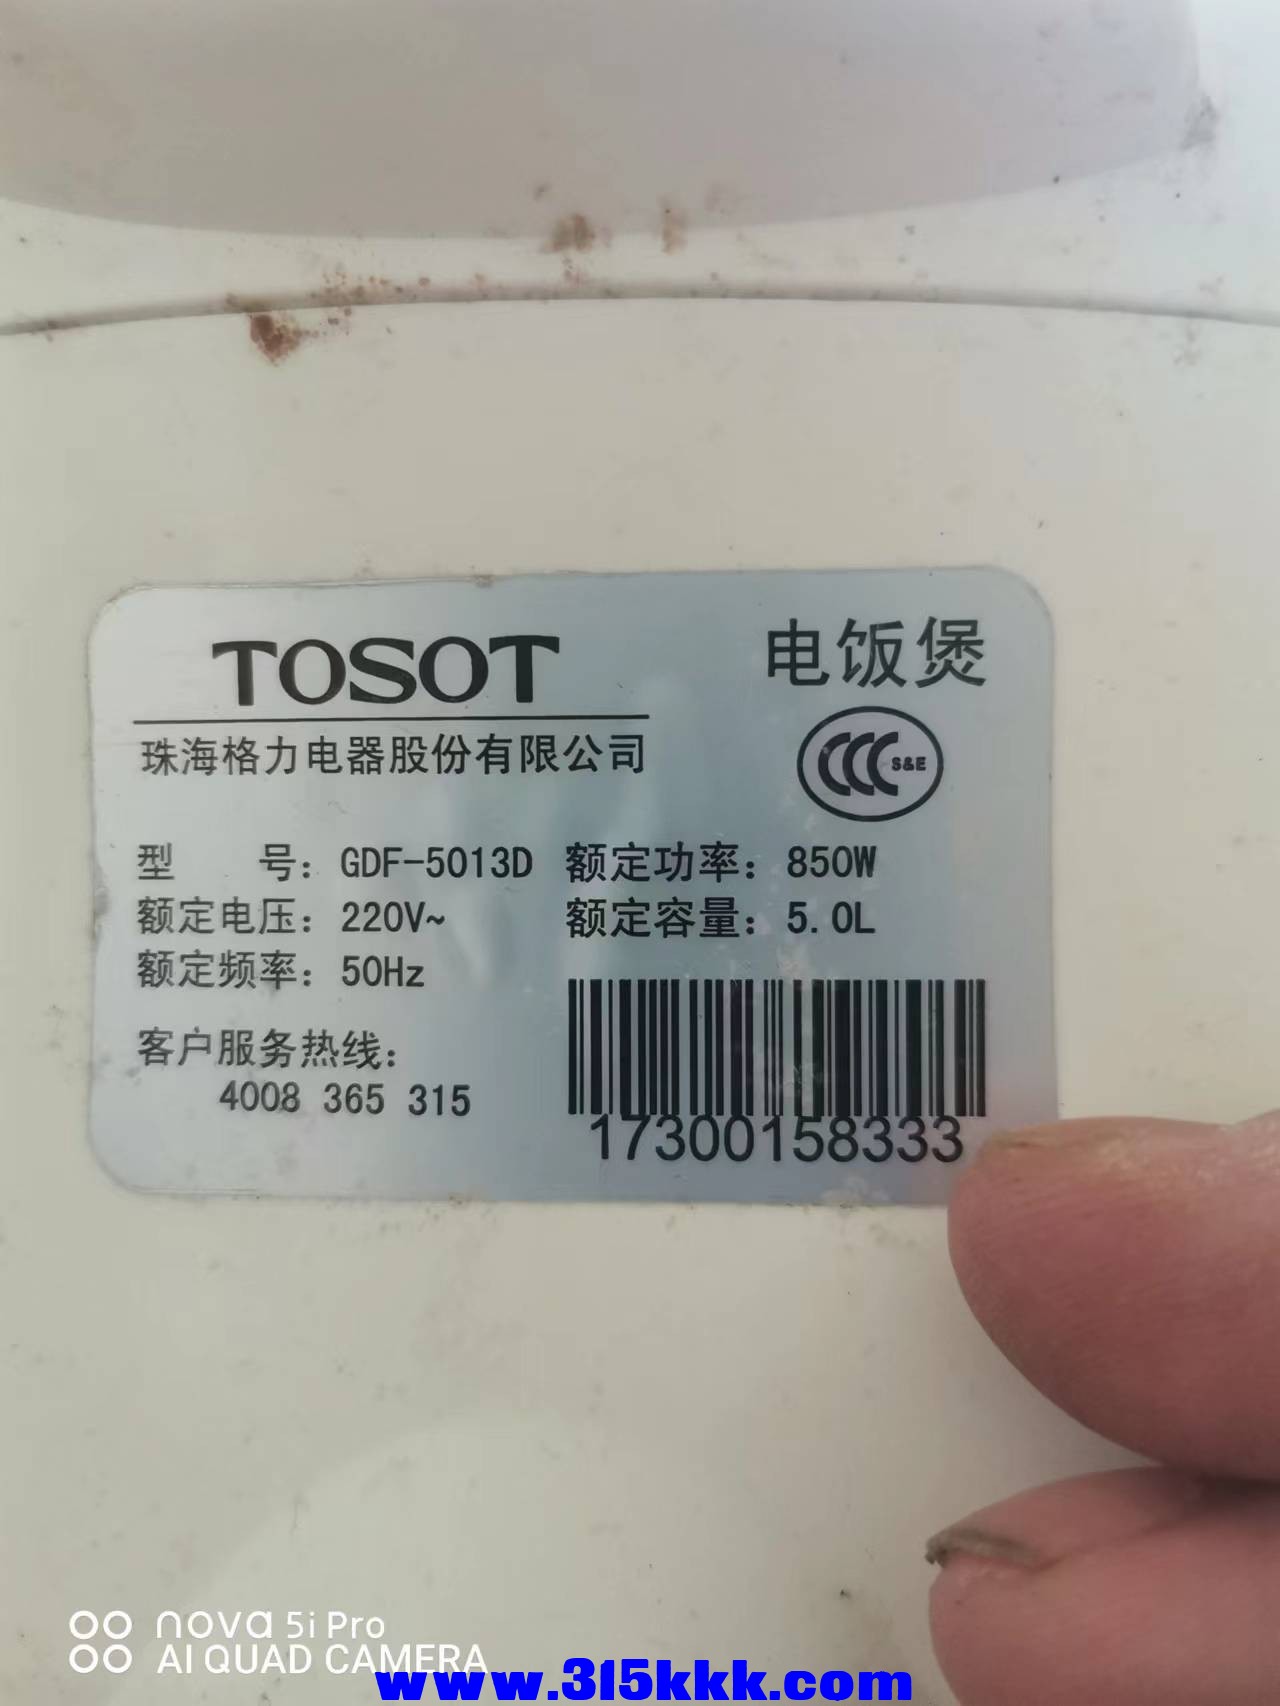 TOSOT
电饭煲
珠海格力电器股份有限公司
CCC S&E
型 号: GDF-5013D 额定功率: 850W
额定电压: 220V~ 额定容量: 5.0L
额定频率: 50Hz
客户服务热线:
4008 365 315
17300158333
nova 5i Pro
AI QUAD CAMERA
www.315kkk.com